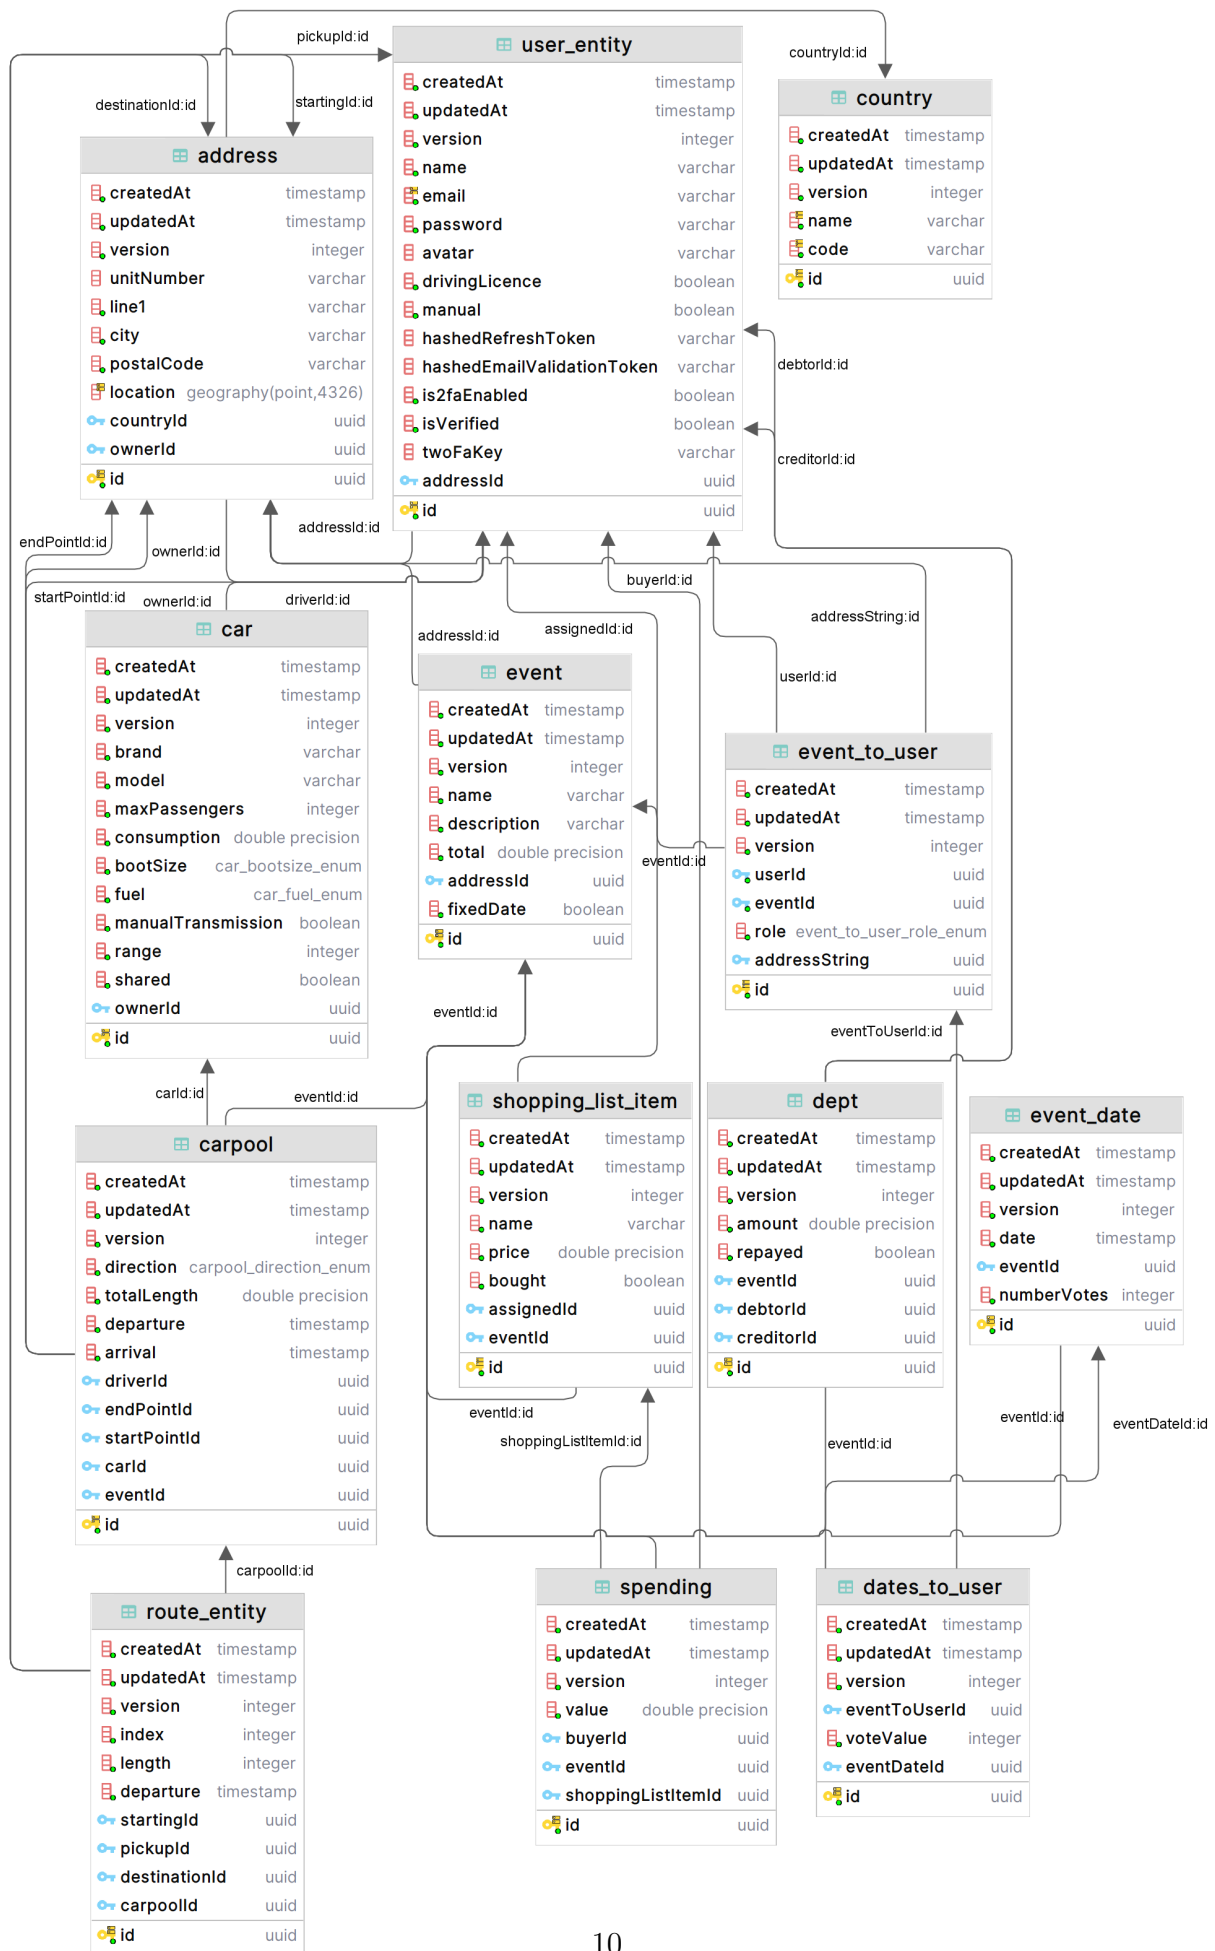 pickupId:id
countryId:id
destinationId:id
startingId:id
address
createdAt timestamp
updatedAt timestamp
version integer
unitNumber varchar
line1 varchar
city varchar
postalCode varchar
location geography(point,4326)
countryId uuid
ownerId uuid
id uuid
user_entity
createdAt timestamp
updatedAt timestamp
version integer
name varchar
email varchar
password varchar
avatar varchar
drivingLicence boolean
manual boolean
hashedRefreshToken varchar
hashedEmailValidationToken varchar
is2faEnabled boolean
isVerified boolean
twoFaKey varchar
addressId uuid
id uuid
country
createdAt timestamp
updatedAt timestamp
version integer
name varchar
code varchar
id uuid
debtorId:id
creditorId:id
endPointId:id
ownerId:id
addressId:id
startPointId:id
ownerId:id
driverId:id
buyerId:id
assignedId:id
addressId:id
addressString:id
userId:id
car
createdAt timestamp
updatedAt timestamp
version integer
brand varchar
model varchar
maxPassengers integer
consumption double precision
bootSize car_bootsize_enum
fuel car_fuel_enum
manualTransmission boolean
range integer
shared boolean
ownerId uuid
id uuid
event
createdAt timestamp
updatedAt timestamp
version integer
name varchar
description varchar
total double precision
addressId uuid
fixedDate boolean
id uuid
eventId:id
event_to_user
createdAt timestamp
updatedAt timestamp
version integer
userId uuid
eventId uuid
role event_to_user_role_enum
addressString uuid
id uuid
eventId:id
eventToUserId:id
carId:id
eventId:id
carpool
createdAt timestamp
updatedAt timestamp
version integer
direction carpool_direction_enum
totalLength double precision
departure timestamp
arrival timestamp
driverId uuid
endPointId uuid
startPointId uuid
carId uuid
eventId uuid
id uuid
shopping_list_item
createdAt timestamp
updatedAt timestamp
version integer
name varchar
price double precision
bought boolean
assignedId uuid
eventId uuid
id uuid
dept
createdAt timestamp
updatedAt timestamp
version integer
amount double precision
repayed boolean
eventId uuid
debtorId uuid
creditorId uuid
id uuid
event_date
createdAt timestamp
updatedAt timestamp
version integer
date timestamp
eventId uuid
numberVotes integer
id uuid
eventId:id
shoppingListItemId:id
eventId:id
eventId:id
eventDateId:id
carpoolId:id
route_entity
createdAt timestamp
updatedAt timestamp
version integer
index integer
length integer
departure timestamp
startingId uuid
pickupId uuid
destinationId uuid
carpoolId uuid
id uuid
spending
createdAt timestamp
updatedAt timestamp
version integer
value double precision
buyerId uuid
eventId uuid
shoppingListItemId uuid
id uuid
dates_to_user
createdAt timestamp
updatedAt timestamp
version integer
eventToUserId uuid
voteValue integer
eventDateId uuid
id uuid
10